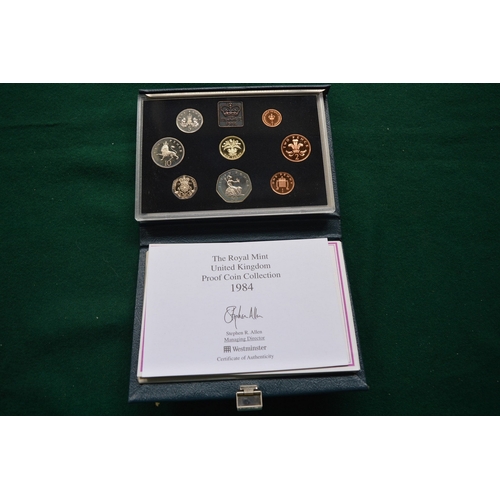 The Royal Mint
United Kingdom
Proof Coin Collection
1984
Stephen R. Allen
Managing Director
Westminster
Certificate of Authenticity